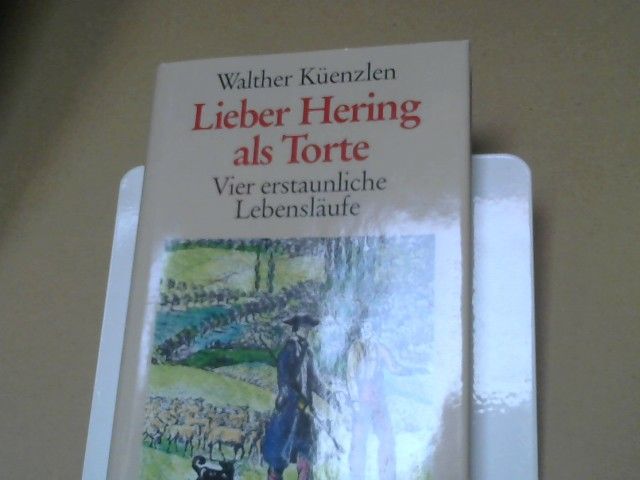 Walther Küenzlen
Lieber Hering
als Torte
Vier erstaunliche
Lebensläufe